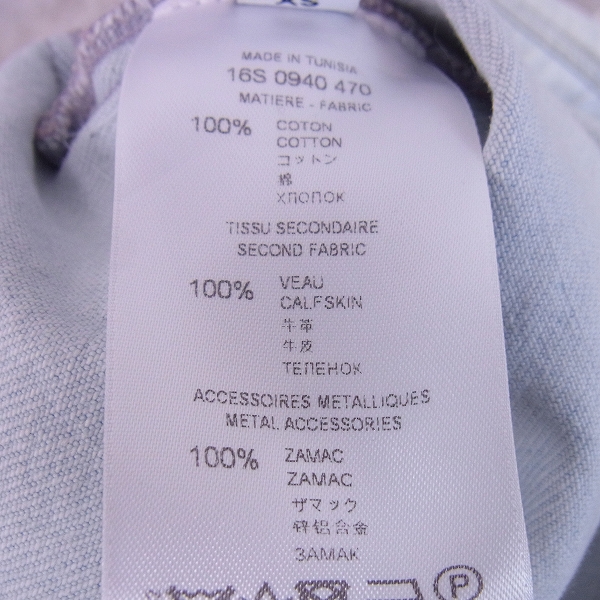 XS
MADE IN TUNISIA
16S 0940 470
MATIERE - FABRIC
100% COTON
COTTON
コットン
棉
ХЛОПОК
TISSU SECONDAIRE
SECOND FABRIC
100% VEAU
CALFSKIN
牛革
牛皮
ТЕЛЕНОК
ACCESSOIRES METALLIQUES
METAL ACCESSORIES
100% ZAMAC
ZAMAC
ザマック
锌铝合金
ЗАМАК
P